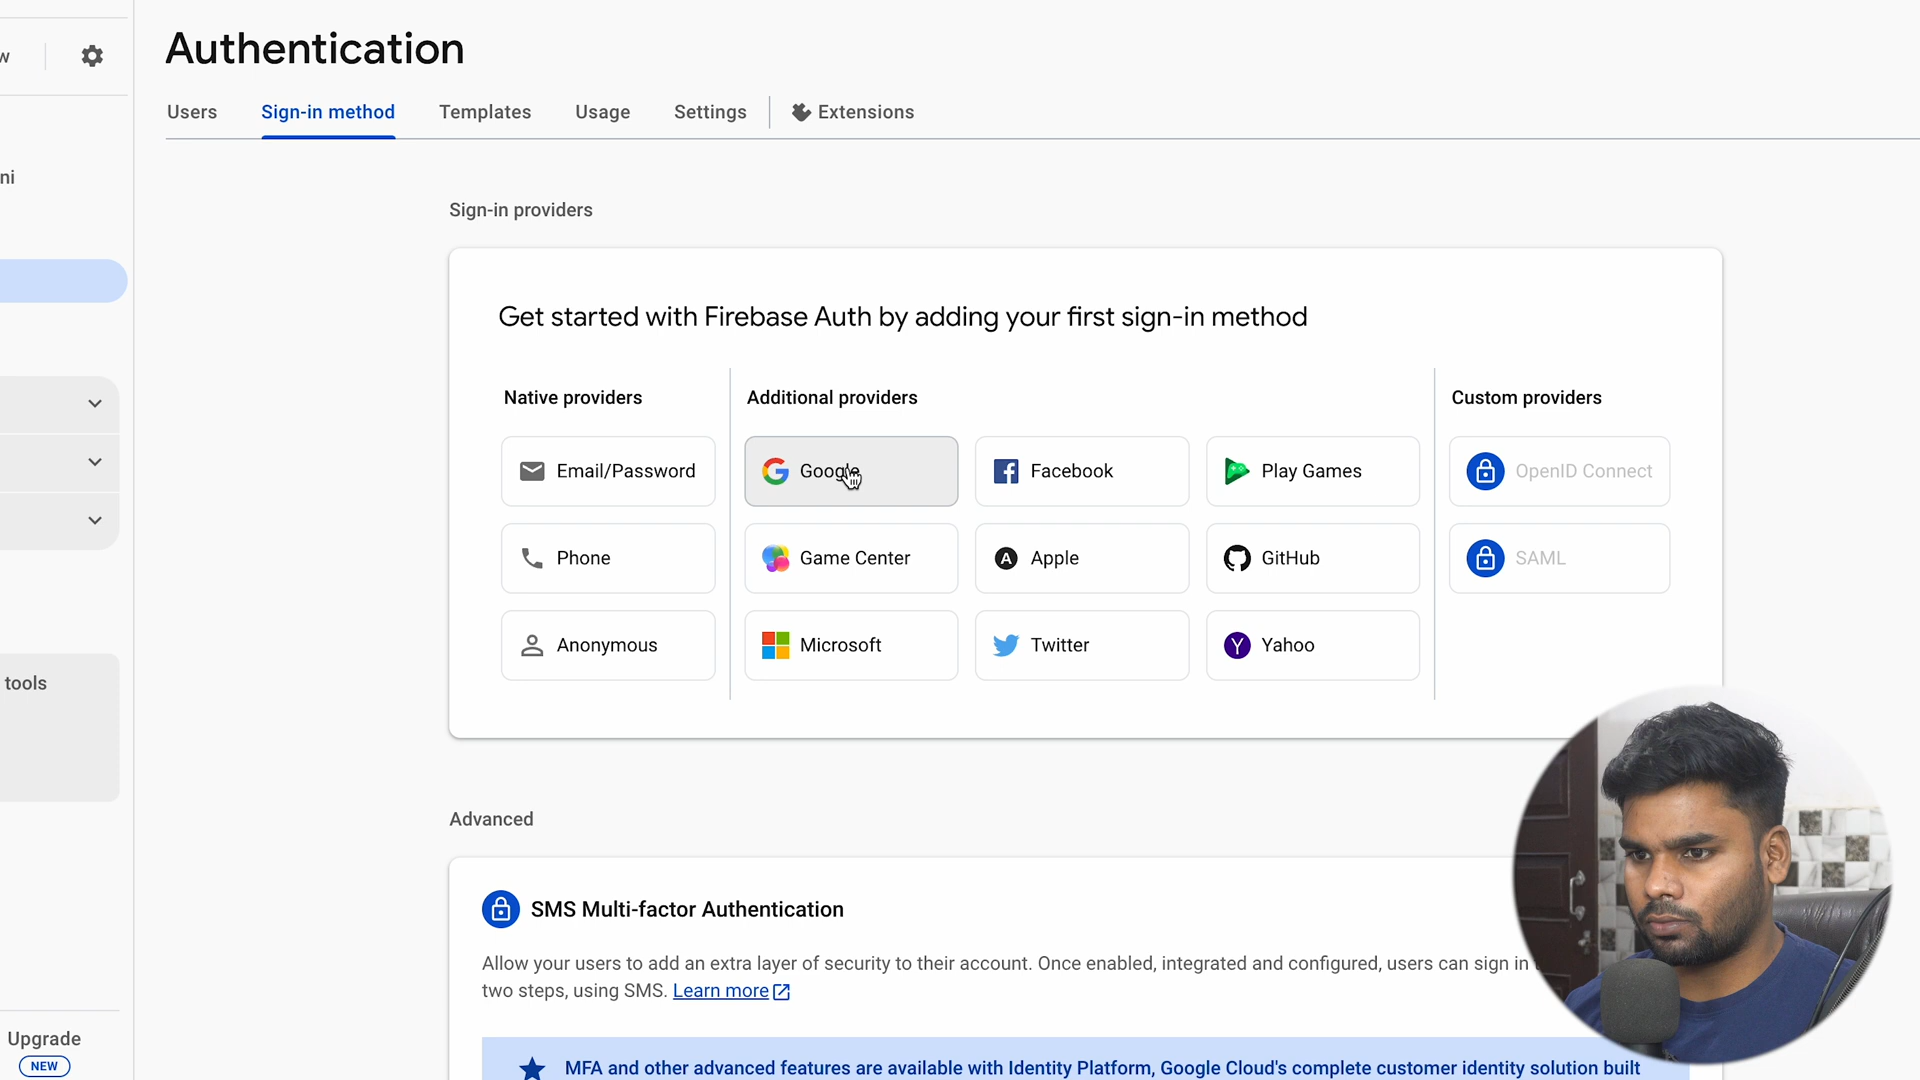 w
Authentication
Users
Sign-in method
Templates
Usage
Settings
Extensions
ni
Sign-in providers
Get started with Firebase Auth by adding your first sign-in method
Native providers
Additional providers
Custom providers
Email/Password
Google
Facebook
Play Games
OpenID Connect
Phone
Game Center
Apple
GitHub
SAML
Anonymous
Microsoft
Twitter
Yahoo
tools
Advanced
SMS Multi-factor Authentication
Allow your users to add an extra layer of security to their account. Once enabled, integrated and configured, users can sign in
two steps, using SMS. Learn more
Upgrade
NEW
MFA and other advanced features are available with Identity Platform, Google Cloud's complete customer identity solution built